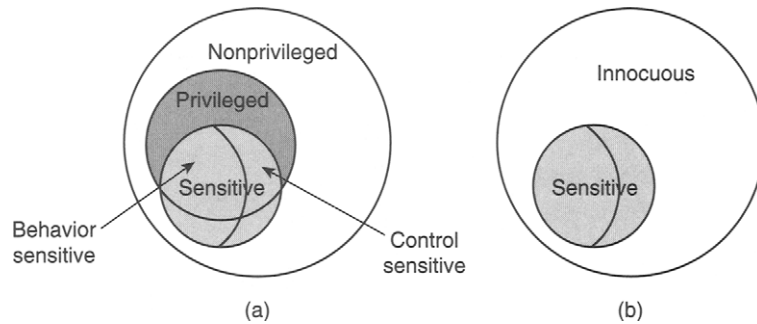 Nonprivileged
Privileged
Sensitive
Behavior
sensitive
Control
sensitive
(a)
Innocuous
Sensitive
(b)